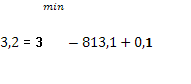 min
3,2 = 3 − 813,1 + 0,1